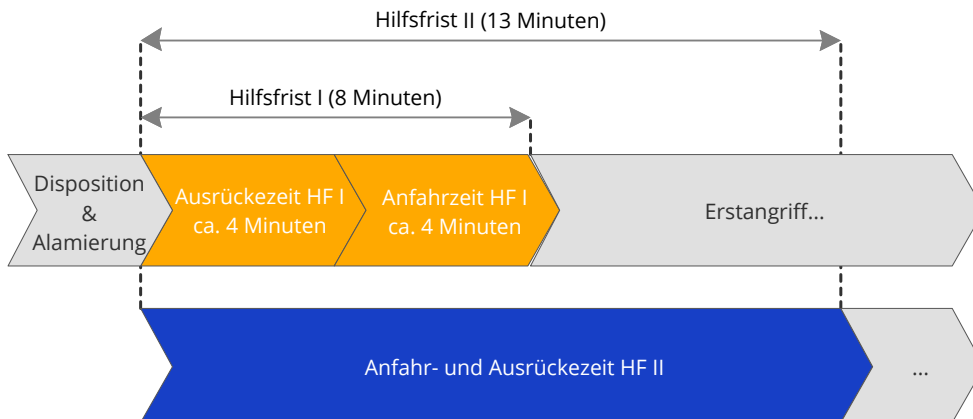 Hilfsfrist II (13 Minuten)
Hilfsfrist I (8 Minuten)
Disposition
&
Alamierung
Ausrückezeit HF I
ca. 4 Minuten
Anfahrzeit HF I
ca. 4 Minuten
Erstangriff...
Anfahr- und Ausrückezeit HF II
...